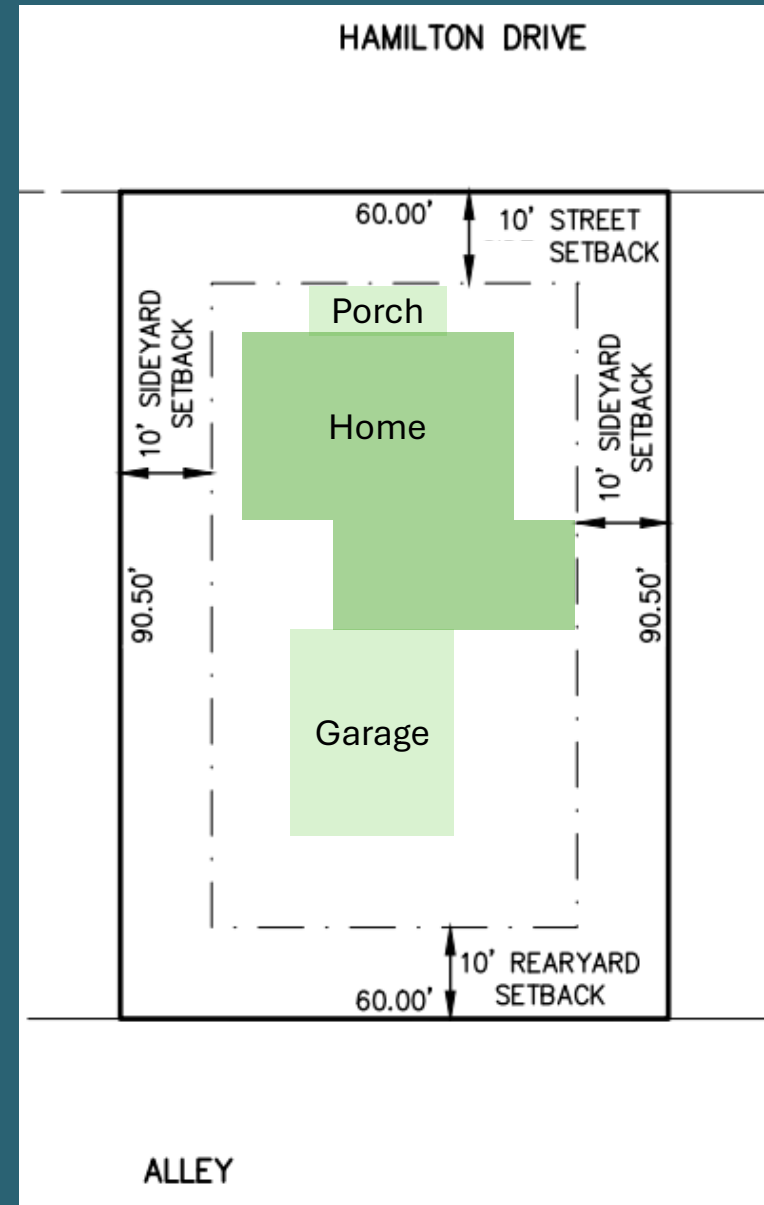 HAMILTON DRIVE
60.00'
10' STREET
SETBACK
Porch
10' SIDEYARD
SETBACK
10' SIDEYARD
SETBACK
Home
90.50'
90.50'
Garage
10' REARYARD
SETBACK
60.00'
ALLEY